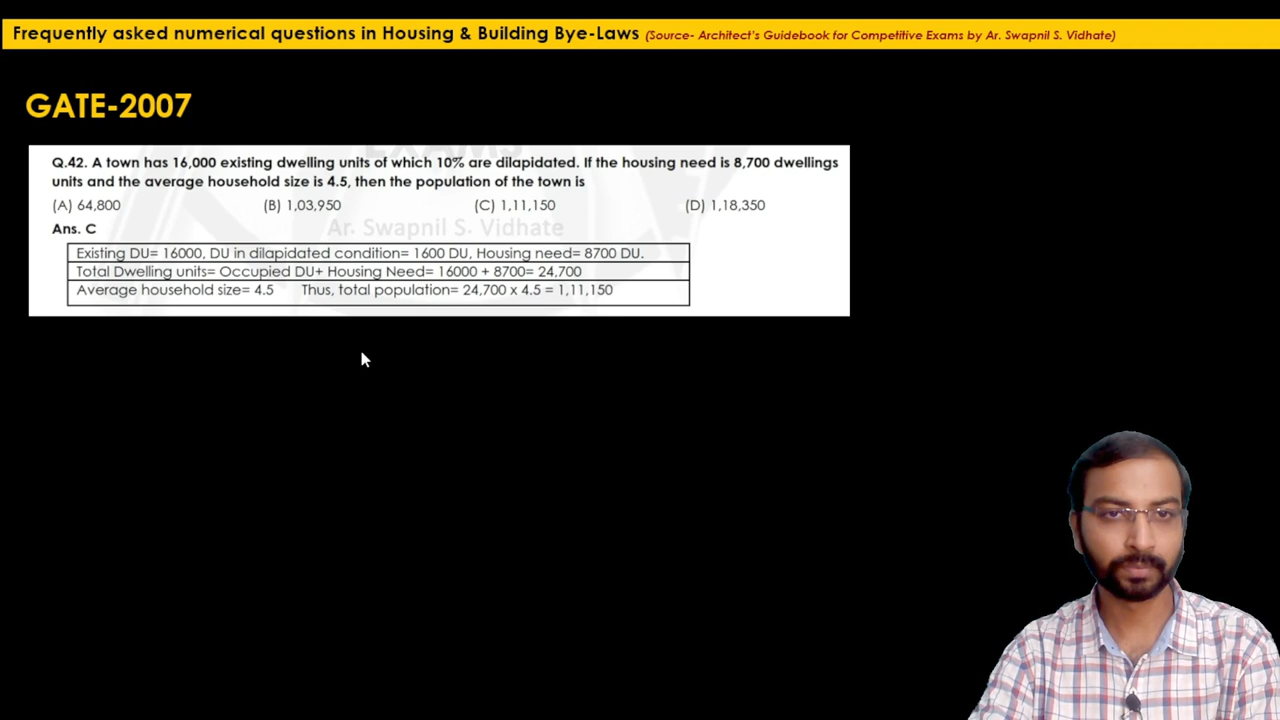 Frequently asked numerical questions in Housing & Building Bye-Laws (Source- Architect's Guidebook for Competitive Exams by Ar. Swapnil S. Vidhate)
GATE-2007
EXAMS
Q.42. A town has 16,000 existing dwelling units of which 10% are dilapidated. If the housing need is 8,700 dwellings
units and the average household size is 4.5, then the population of the town is
(A) 64,800 (B) 1,03,950 (C) 1,11,150 (D) 1,18,350
Ar. Swapnil S. Vidhate
Ans. C
Existing DU= 16000, DU in dilapidated condition= 1600 DU, Housing need= 8700 DU.
Total Dwelling units= Occupied DU+ Housing Need= 16000 + 8700= 24,700
Average household size= 4.5 Thus, total population= 24,700 x 4.5 = 1,11,150